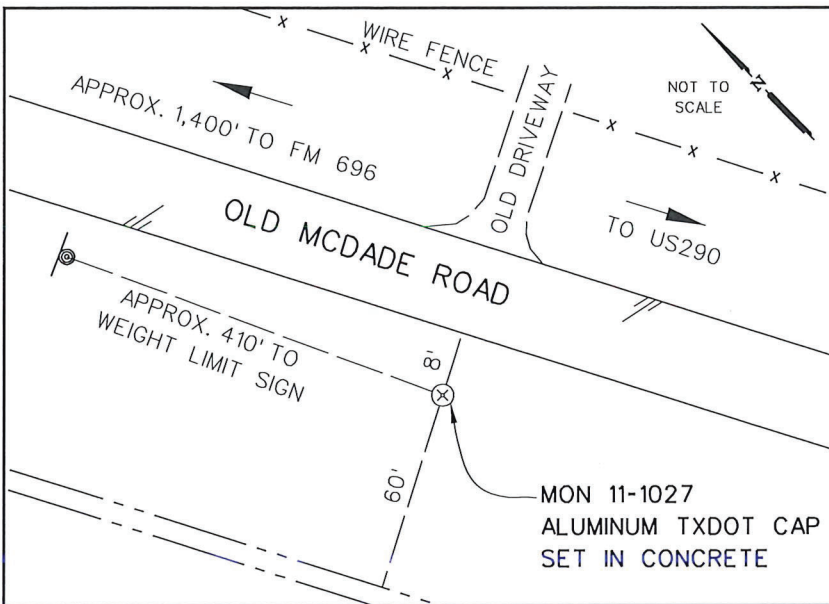 WIRE FENCE
NOT TO
SCALE
N
APPROX. 1,400' TO FM 696
OLD DRIVEWAY
TO US290
OLD MCDADE ROAD
APPROX. 410' TO
WEIGHT LIMIT SIGN
8'
60'
MON 11-1027
ALUMINUM TXDOT CAP
SET IN CONCRETE